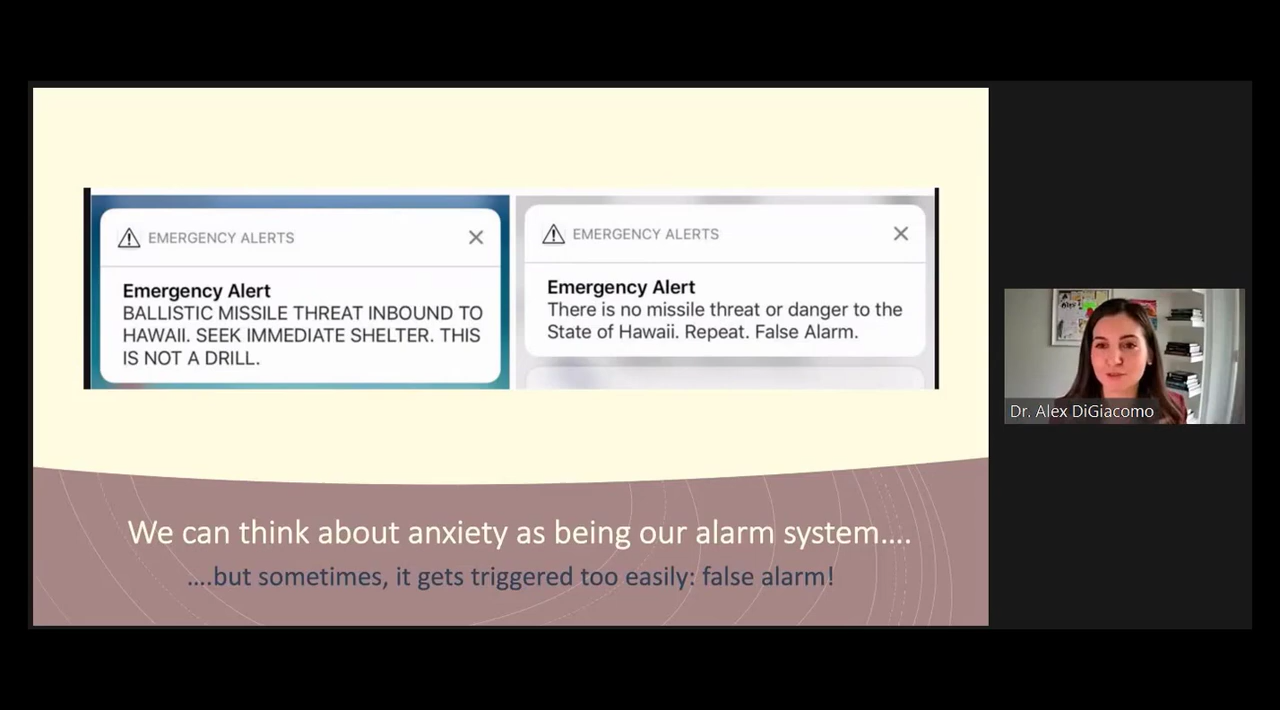 EMERGENCY ALERTS
Emergency Alert
BALLISTIC MISSILE THREAT INBOUND TO
HAWAII. SEEK IMMEDIATE SHELTER. THIS
IS NOT A DRILL.
EMERGENCY ALERTS
Emergency Alert
There is no missile threat or danger to the
State of Hawaii. Repeat. False Alarm.
We can think about anxiety as being our alarm system....
....but sometimes, it gets triggered too easily: false alarm!
Dr. Alex DiGiacomo